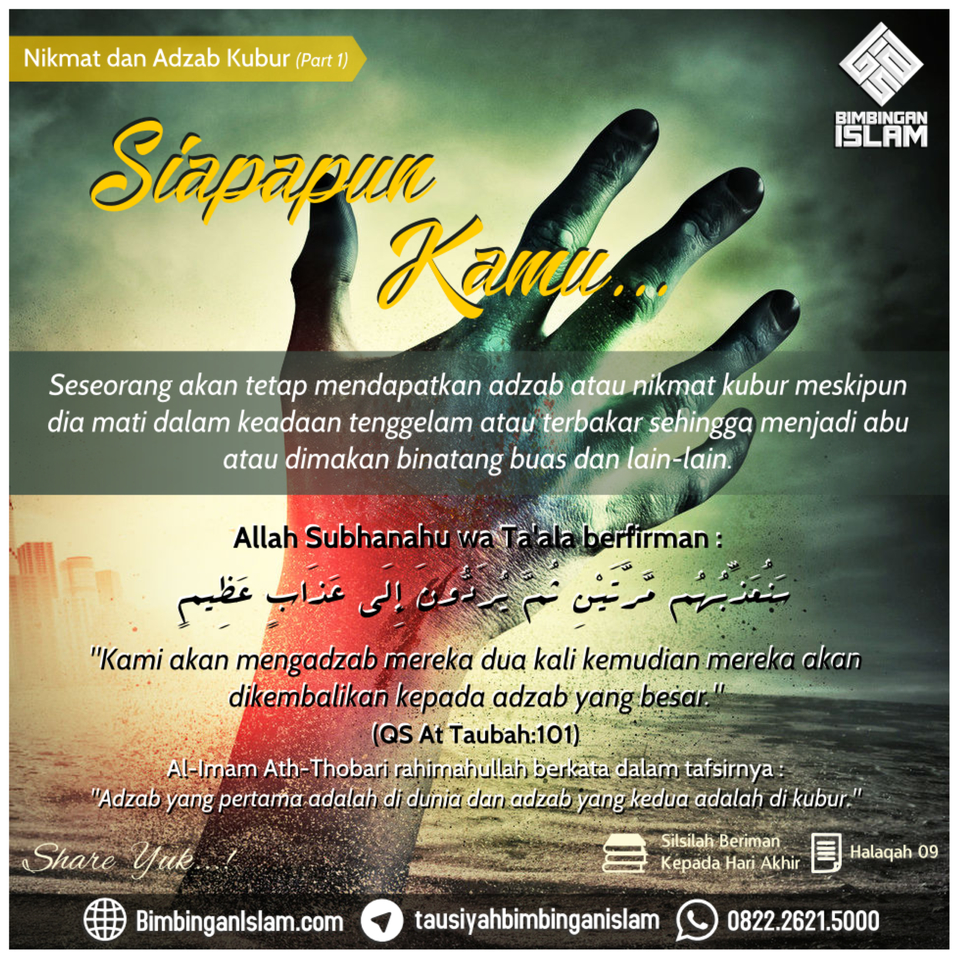 Nikmat dan Adzab Kubur (Part 1)
BIMBINGAN
ISLAM
Siapapun
Kamu...
Seseorang akan tetap mendapatkan adzab atau nikmat kubur meskipun
dia mati dalam keadaan tenggelam atau terbakar sehingga menjadi abu
atau dimakan binatang buas dan lain-lain.
Allah Subhanahu wa Ta'ala berfirman :
سَنُعَذِّبُهُم مَّرَّتَيْنِ ثُمَّ يُرَدُّونَ إِلَى عَذَابٍ عَظِيمٍ
"Kami akan mengadzab mereka dua kali kemudian mereka akan
dikembalikan kepada adzab yang besar."
(QS At Taubah:101)
Al-Imam Ath-Thobari rahimahullah berkata dalam tafsirnya :
"Adzab yang pertama adalah di dunia dan adzab yang kedua adalah di kubur."
Share Yuk...!
Silsilah Beriman
Kepada Hari Akhir
Halaqah 09
BimbinganIslam.com
tausiyahbimbinganislam
0822.2621.5000